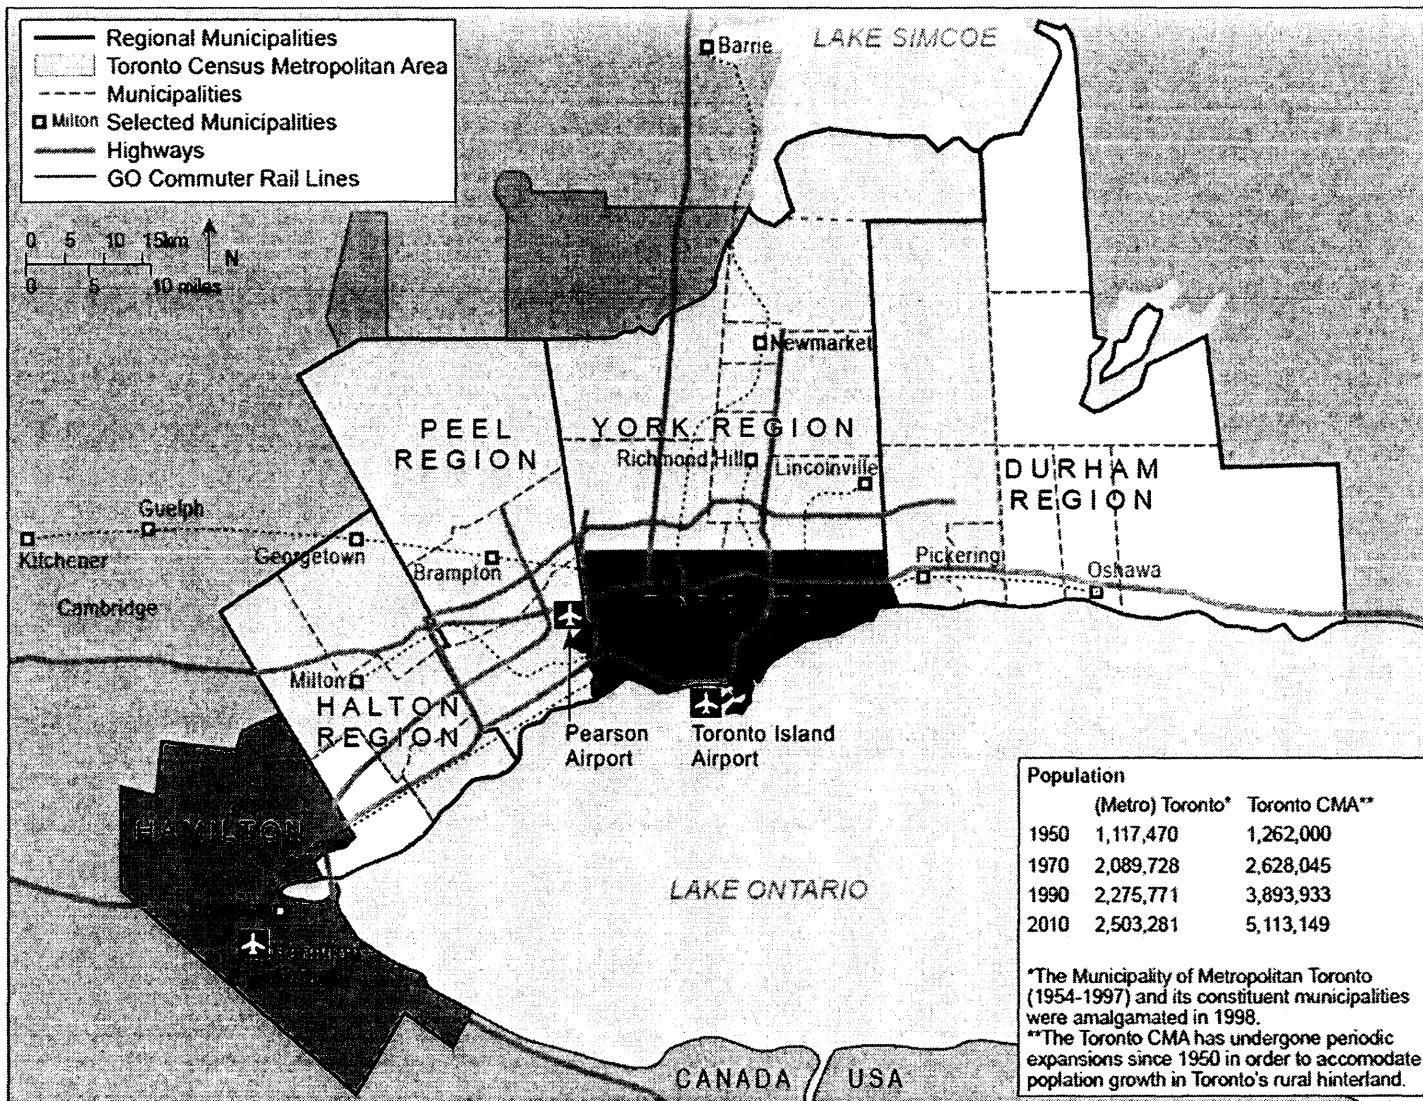 Regional Municipalities
Toronto Census Metropolitan Area
Municipalities
Milton Selected Municipalities
Highways
GO Commuter Rail Lines
0 5 10 15km
N
0 5 10 miles
Barrie
LAKE SIMCOE
Newmarket
PEEL
REGION
YORK REGION
Richmond Hill
Lincolnville
DURHAM
REGION
Guelph
Kitchener
Georgetown
Brampton
Pickering
Oshawa
Cambridge
Milton
HALTON
REGION
Pearson
Airport
Toronto Island
Airport
HAMILTON
LAKE ONTARIO
CANADA
USA
Population
(Metro) Toronto* Toronto CMA**
1950 1,117,470 1,262,000
1970 2,089,728 2,628,045
1990 2,275,771 3,893,933
2010 2,503,281 5,113,149
*The Municipality of Metropolitan Toronto
(1954-1997) and its constituent municipalities
were amalgamated in 1998.
**The Toronto CMA has undergone periodic
expansions since 1950 in order to accomodate
poplation growth in Toronto's rural hinterland.